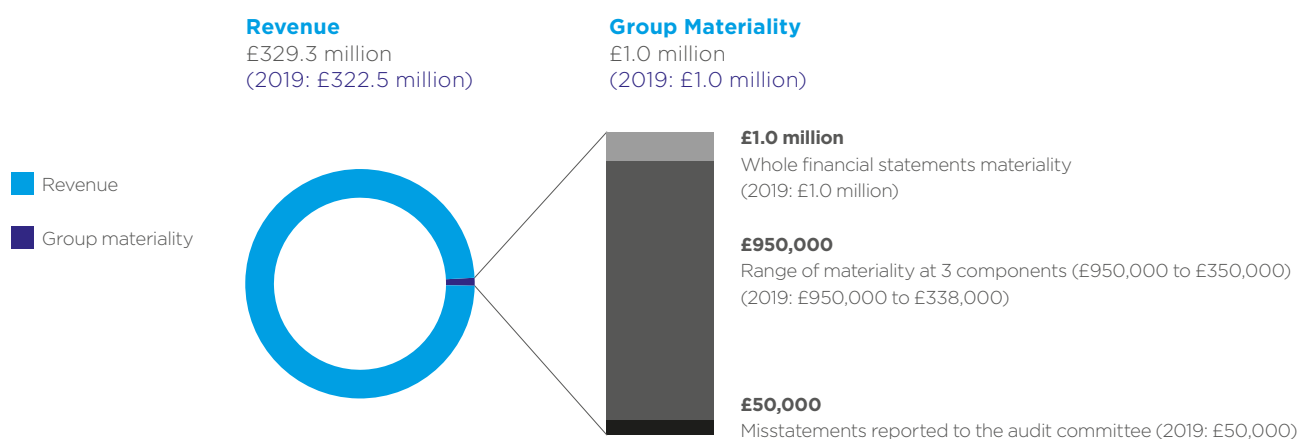 Revenue
£329.3 million
(2019: £322.5 million)
Group Materiality
£1.0 million
(2019: £1.0 million)
Revenue
Group materiality
£1.0 million
Whole financial statements materiality
(2019: £1.0 million)
£950,000
Range of materiality at 3 components (£950,000 to £350,000)
(2019: £950,000 to £338,000)
£50,000
Misstatements reported to the audit committee (2019: £50,000)